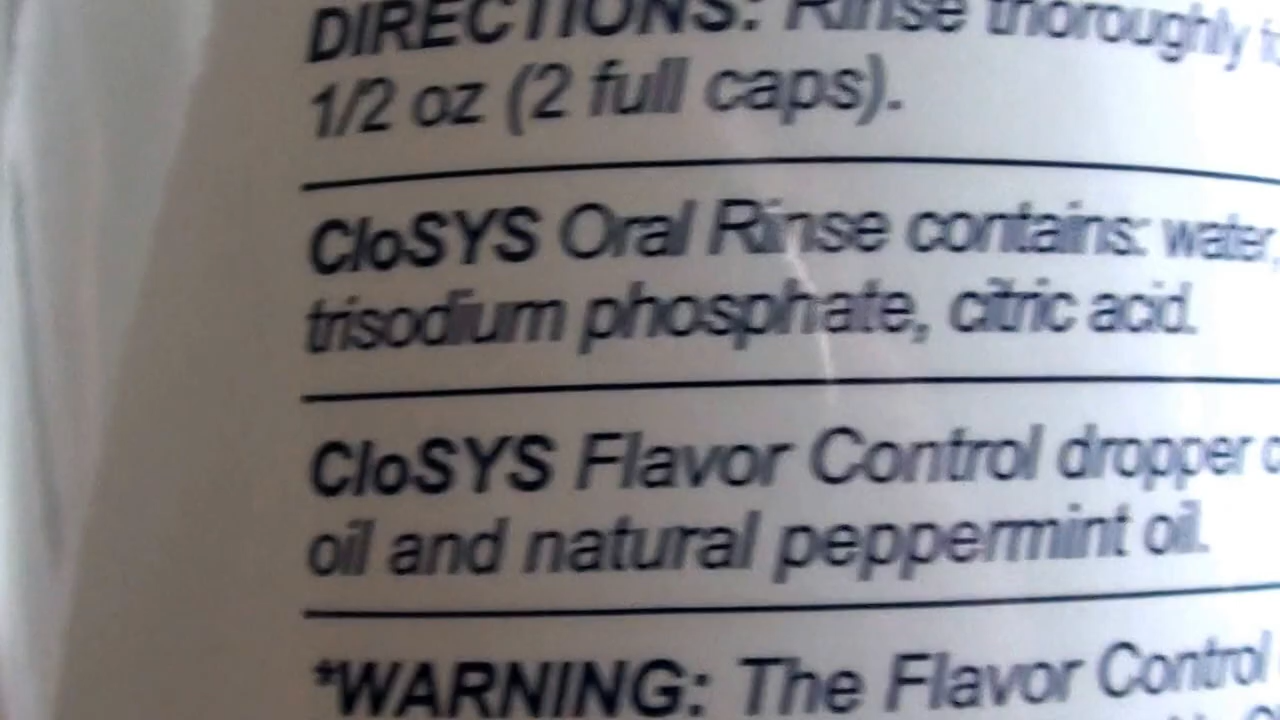 DIRECTIONS: Rinse thoroughly
1/2 oz (2 full caps).
CloSYS Oral Rinse contains: water,
trisodium phosphate, citric acid.
CloSYS Flavor Control dropper
oil and natural peppermint oil.
*WARNING: The Flavor Control